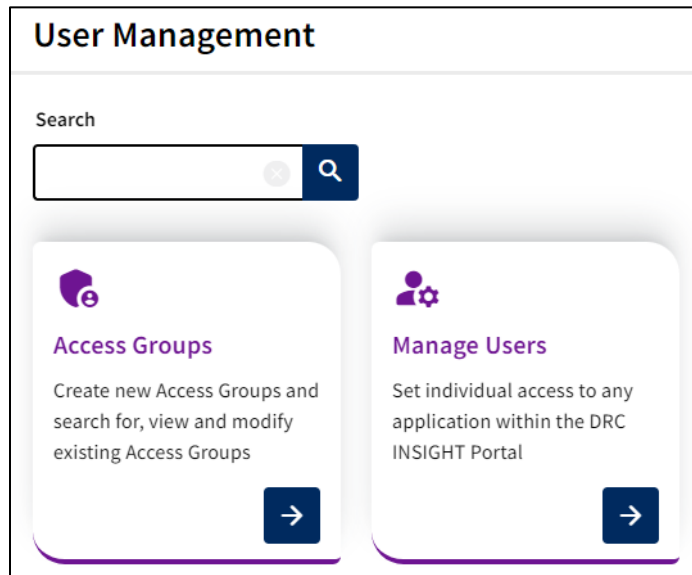 User Management
Search
Access Groups
Create new Access Groups and
search for, view and modify
existing Access Groups
Manage Users
Set individual access to any
application within the DRC
INSIGHT Portal